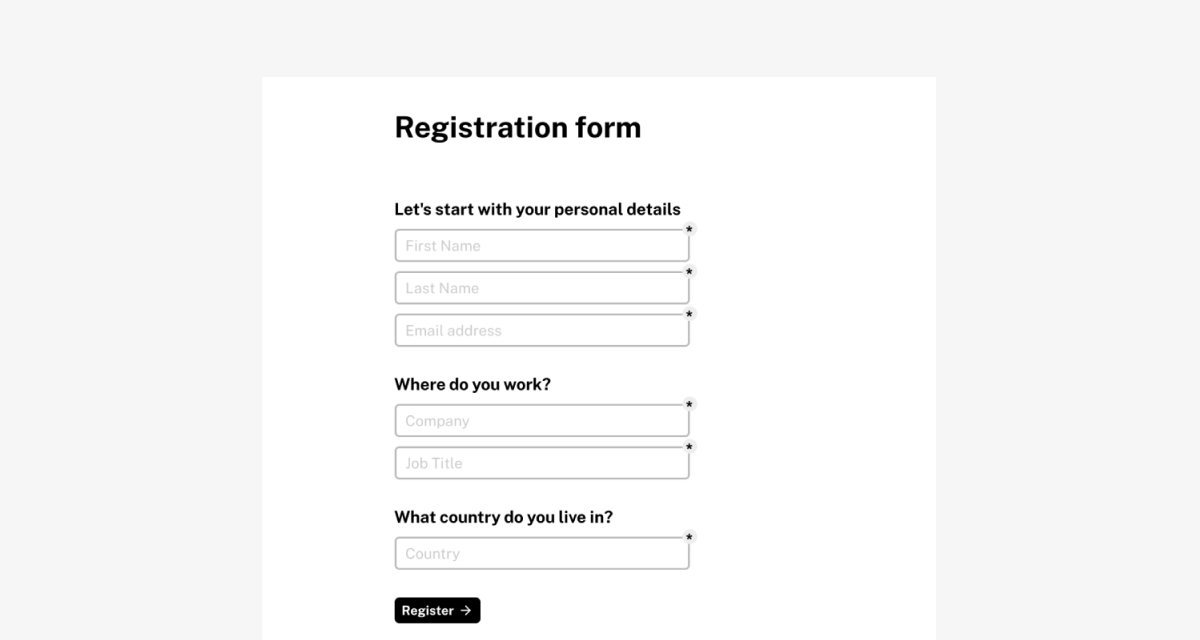 Registration form
Let's start with your personal details
*
First Name
*
Last Name
*
Email address
Where do you work?
*
Company
*
Job Title
What country do you live in?
*
Country
Register →